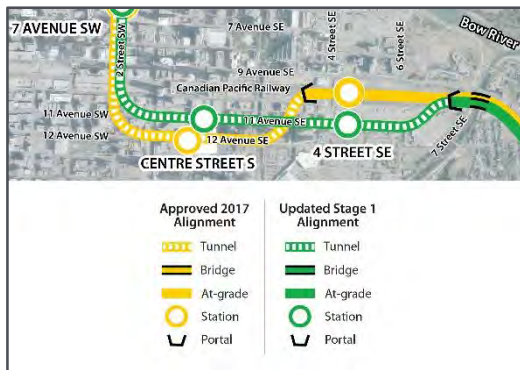 7 AVENUE SW
2 Street SW
7 Avenue SE
4 Street SE
6 Street SE
Bow River
9 Avenue SE
Canadian Pacific Railway
11 Avenue SW
11 Avenue SE
12 Avenue SW
12 Avenue SE
CENTRE STREET S
4 STREET SE
7 Street SE
Approved 2017
Alignment
Tunnel
Bridge
At-grade
Station
Portal
Updated Stage 1
Alignment
Tunnel
Bridge
At-grade
Station
Portal